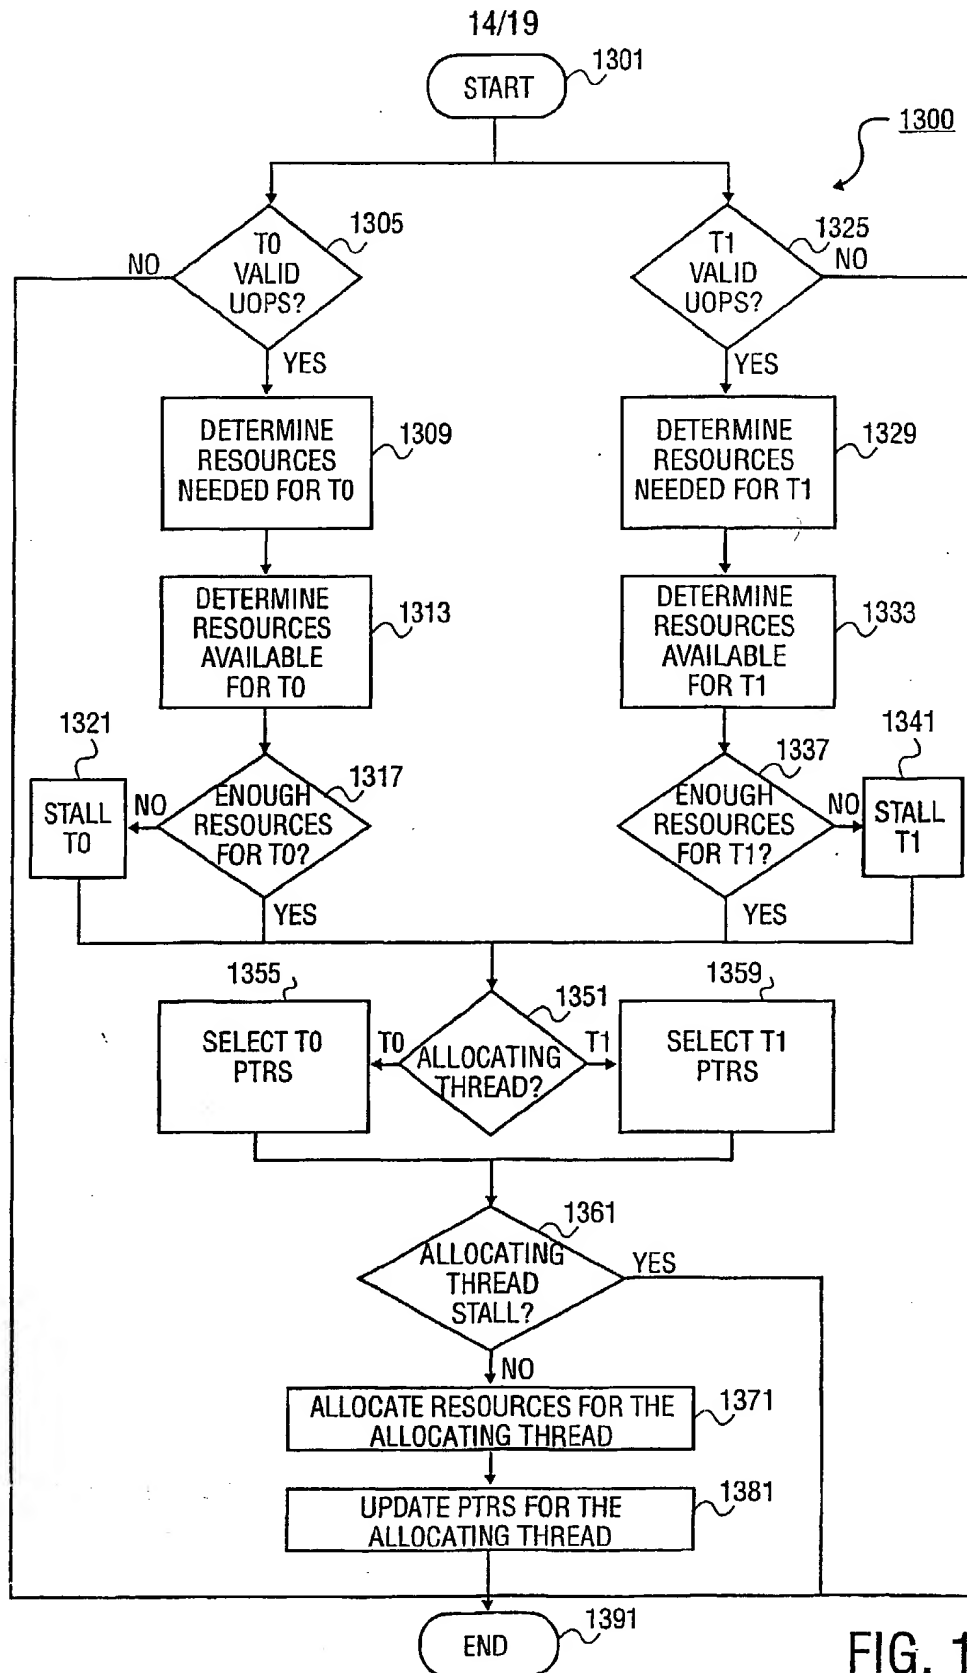 14/19
START
1301
1300
T0
VALID
UOPS?
1305
NO
YES
T1
VALID
UOPS?
1325
NO
YES
DETERMINE
RESOURCES
NEEDED FOR T0
1309
DETERMINE
RESOURCES
NEEDED FOR T1
1329
DETERMINE
RESOURCES
AVAILABLE
FOR T0
1313
DETERMINE
RESOURCES
AVAILABLE
FOR T1
1333
1321
STALL
T0
NO
ENOUGH
RESOURCES
FOR T0?
1317
YES
ENOUGH
RESOURCES
FOR T1?
1337
NO
YES
1341
STALL
T1
1355
SELECT T0
PTRS
T0
ALLOCATING
THREAD?
1351
T1
1359
SELECT T1
PTRS
ALLOCATING
THREAD
STALL?
1361
YES
NO
ALLOCATE RESOURCES FOR THE
ALLOCATING THREAD
1371
UPDATE PTRS FOR THE
ALLOCATING THREAD
1381
END
1391
FIG. 1